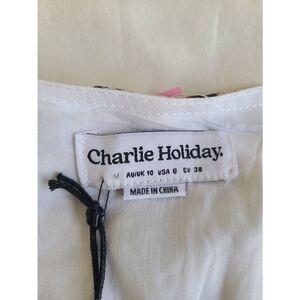 Charlie Holiday.
M AU/UK 10 USA 6 EU 38
MADE IN CHINA